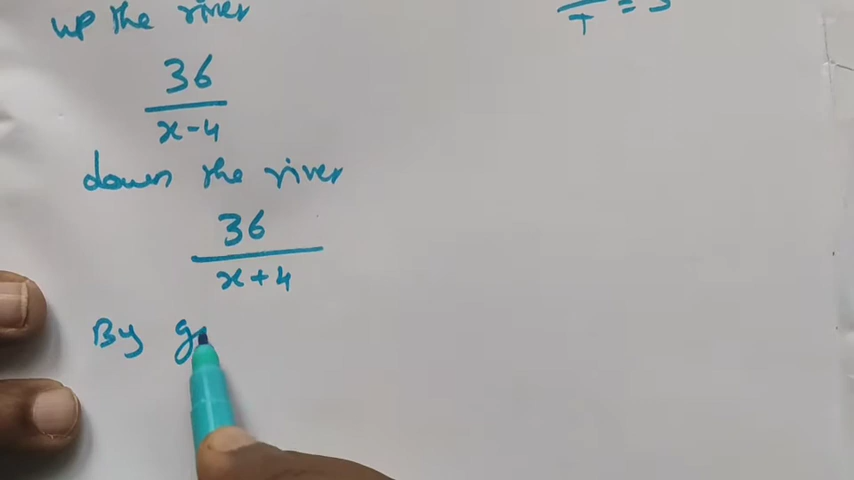 up the river
T = S
36
x-4
down the river
36
x+4
By g